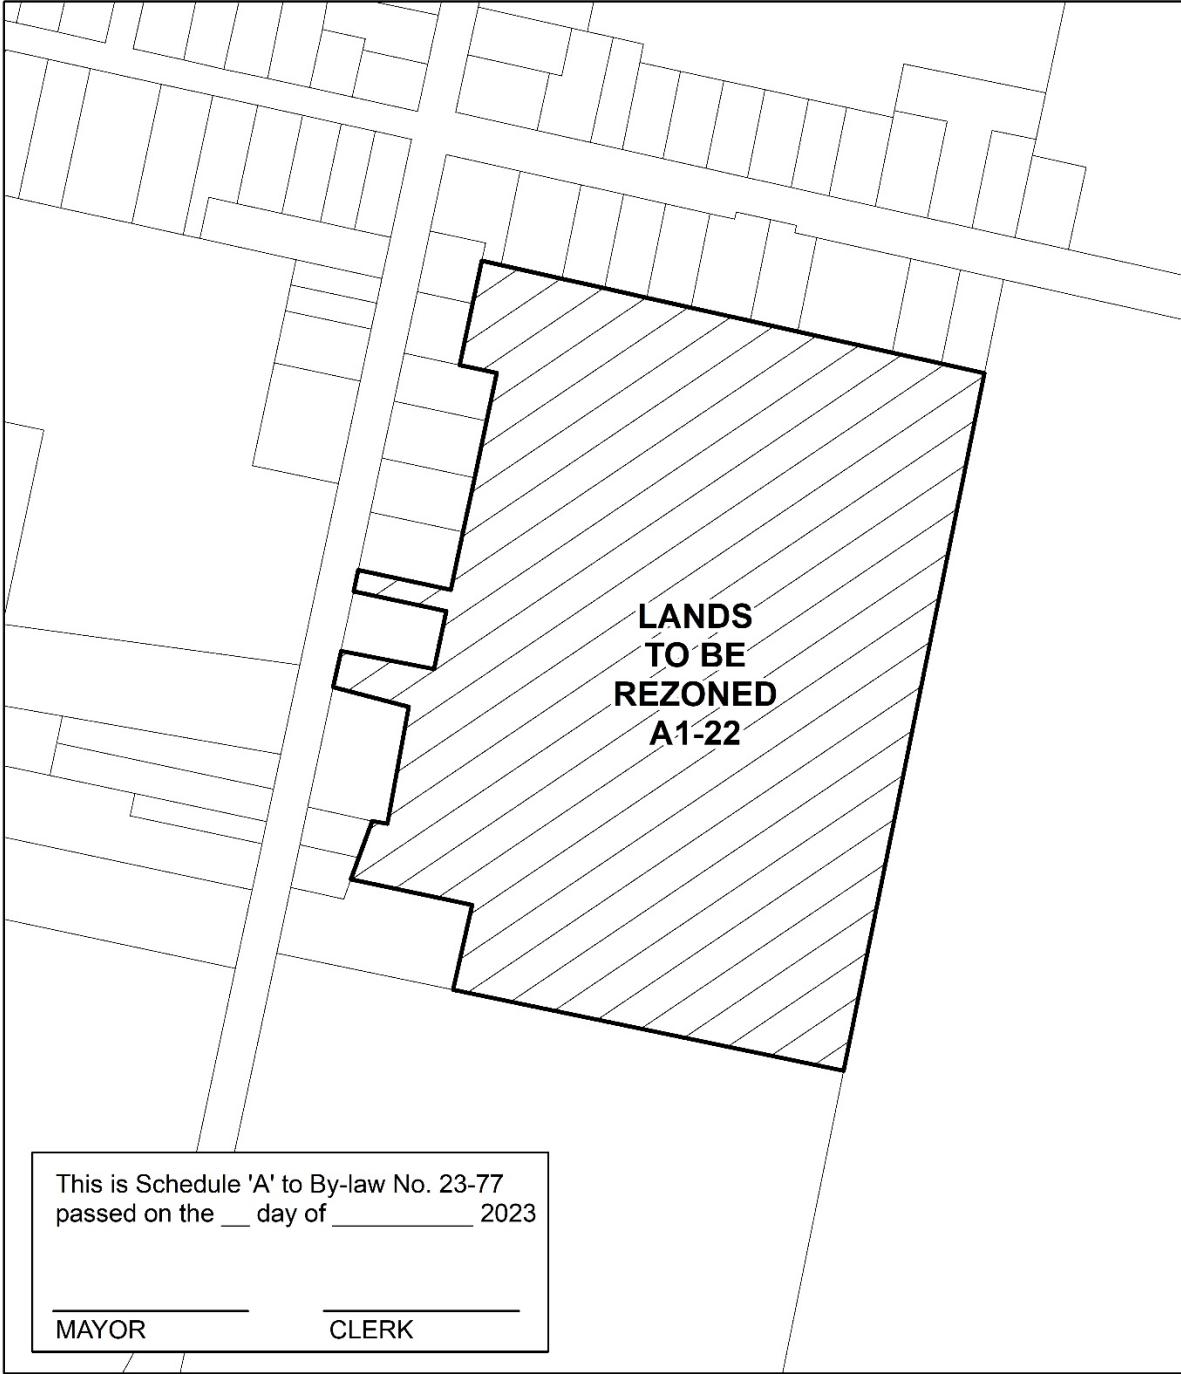 LANDS
TO BE
REZONED
A1-22
This is Schedule 'A' to By-law No. 23-77
passed on the __ day of __________ 2023
MAYOR CLERK